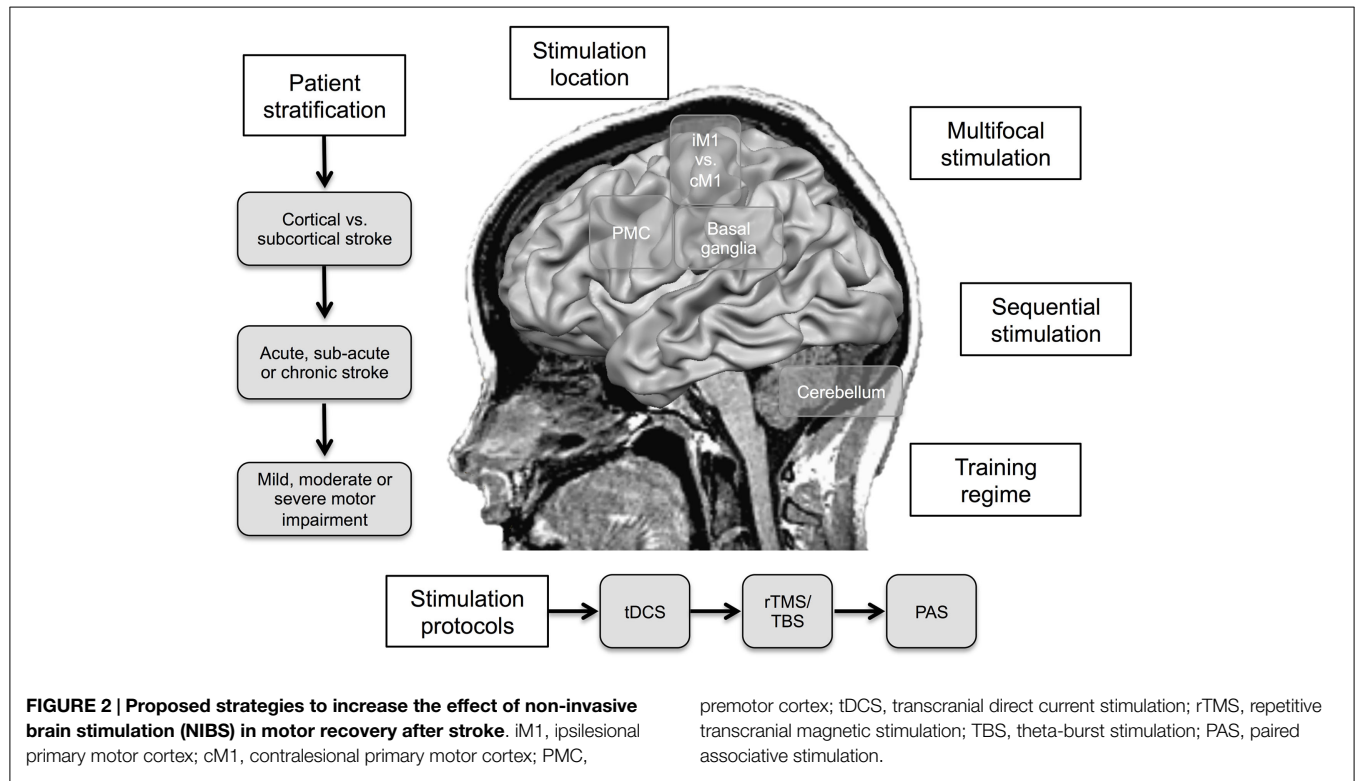 Patient
stratification
Cortical vs.
subcortical stroke
Acute, sub-acute
or chronic stroke
Mild, moderate or
severe motor
impairment
Stimulation
location
iM1
vs.
cM1
PMC
Basal
ganglia
Cerebellum
Multifocal
stimulation
Sequential
stimulation
Training
regime
Stimulation
protocols
tDCS
rTMS/
TBS
PAS
FIGURE 2 | Proposed strategies to increase the effect of non-invasive
brain stimulation (NIBS) in motor recovery after stroke. iM1, ipsilesional
primary motor cortex; cM1, contralesional primary motor cortex; PMC,
premotor cortex; tDCS, transcranial direct current stimulation; rTMS, repetitive
transcranial magnetic stimulation; TBS, theta-burst stimulation; PAS, paired
associative stimulation.